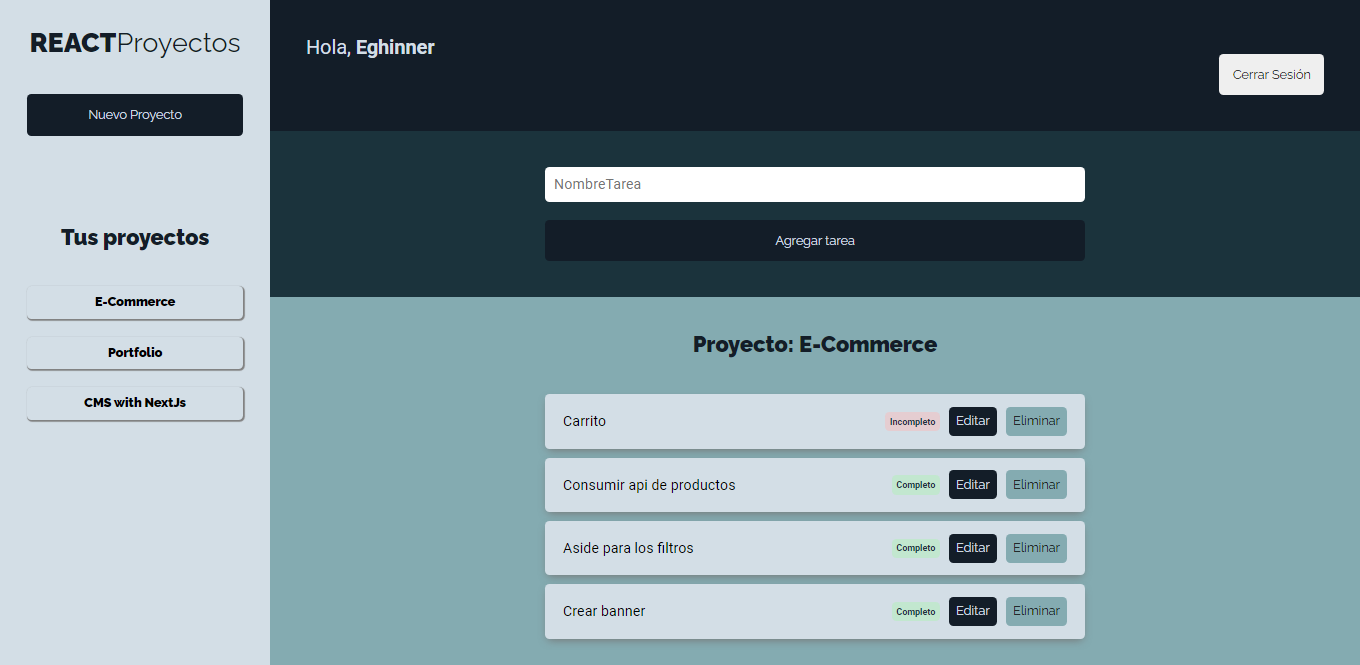 REACTProyectos
Nuevo Proyecto
Tus proyectos
E-Commerce
Portfolio
CMS with NextJs
Hola, Eghinner
Cerrar Sesión
NombreTarea
Agregar tarea
Proyecto: E-Commerce
Carrito Incompleto Editar Eliminar
Consumir api de productos Completo Editar Eliminar
Aside para los filtros Completo Editar Eliminar
Crear banner Completo Editar Eliminar